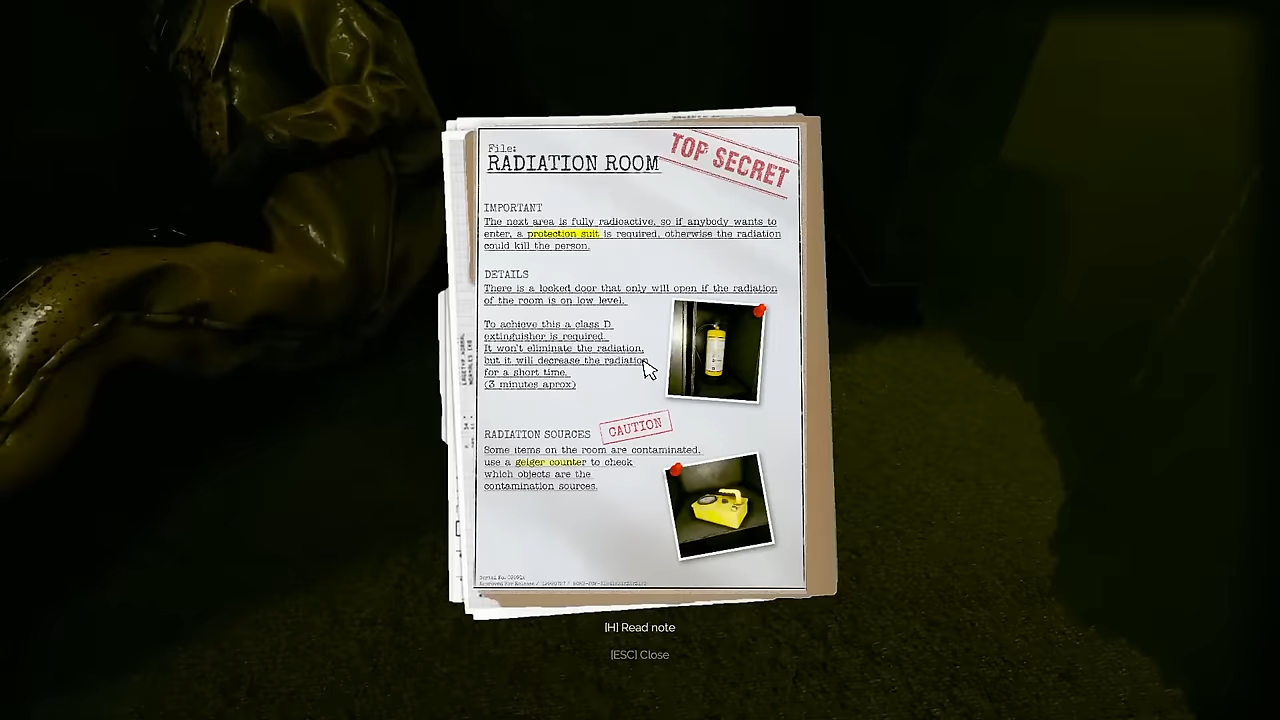 File:
RADIATION ROOM
TOP SECRET
IMPORTANT
The next area is fully radioactive, so if anybody wants to
enter, a protection suit is required, otherwise the radiation
could kill the person.
DETAILS
There is a locked door that only will open if the radiation
of the room is on low level.
To achieve this a class D
extinguisher is required.
It won't eliminate the radiation,
but it will decrease the radiation
for a short time.
(3 minutes aprox)
RADIATION SOURCES
CAUTION
Some items on the room are contaminated,
use a geiger counter to check
which objects are the
contamination sources.
[H] Read note
[ESC] Close